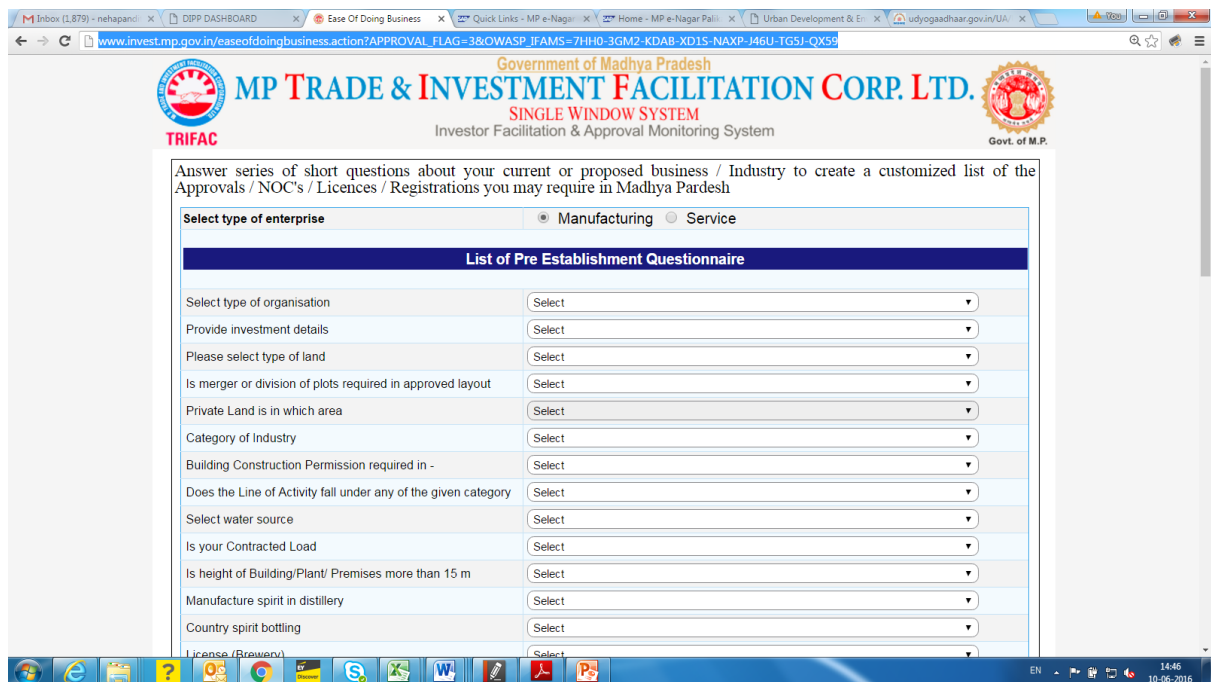 Inbox (1,879) - nehapand
DIPP DASHBOARD
Ease Of Doing Business
Quick Links - MP e-Nagar
Home - MP e-Nagar Palik
Urban Development & En
udyogaadhaar.gov.in/UA/
You
www.invest.mp.gov.in/easeofdoingbusiness.action?APPROVAL_FLAG=3&OWASP_IFAMS=7HH0-3GM2-KDAB-XD1S-NAXP-J46U-TG5J-QX59
Government of Madhya Pradesh
MP TRADE & INVESTMENT FACILITATION CORP. LTD.
SINGLE WINDOW SYSTEM
Investor Facilitation & Approval Monitoring System
TRIFAC
Govt. of M.P.
Answer series of short questions about your current or proposed business / Industry to create a customized list of the
Approvals / NOC's / Licences / Registrations you may require in Madhya Pardesh
Select type of enterprise Manufacturing Service
List of Pre Establishment Questionnaire
Select type of organisation Select
Provide investment details Select
Please select type of land Select
Is merger or division of plots required in approved layout Select
Private Land is in which area Select
Category of Industry Select
Building Construction Permission required in - Select
Does the Line of Activity fall under any of the given category Select
Select water source Select
Is your Contracted Load Select
Is height of Building/Plant/ Premises more than 15 m Select
Manufacture spirit in distillery Select
Country spirit bottling Select
License (Brewery) Select
EY
Discover
EN
14:46
10-06-2016